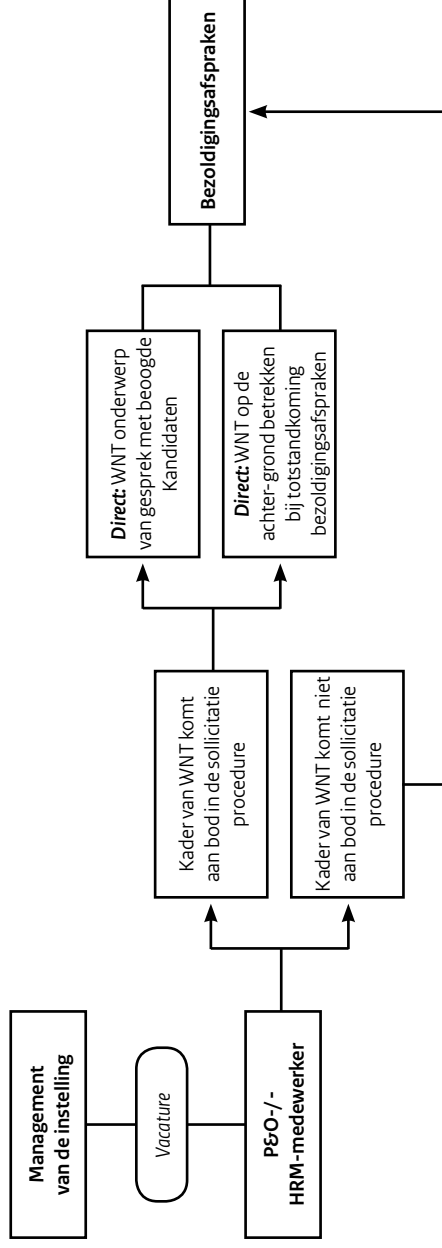 Management
van de instelling
Vacature
P&O-/-
HRM-medewerker
Kader van WNT komt
aan bod in de sollicitatie
procedure
Kader van WNT komt niet
aan bod in de sollicitatie
procedure
Direct: WNT onderwerp
van gesprek met beoogde
Kandidaten
Direct: WNT op de
achter-grond betrekken
bij totstandkoming
bezoldigingsafspraken
Bezoldigingsafspraken